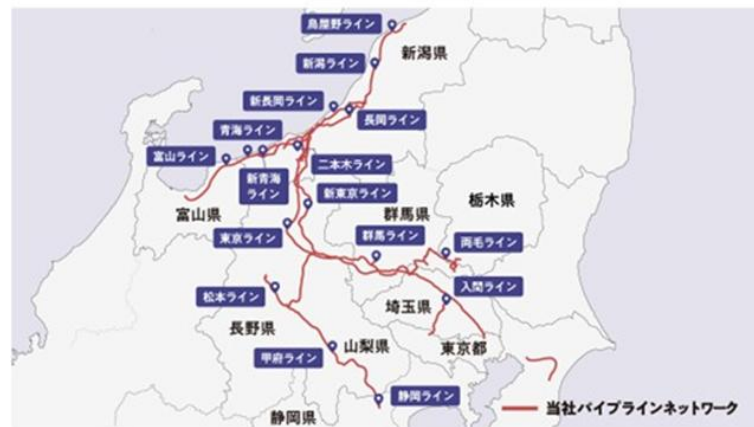 鳥屋野ライン
新潟県
新潟ライン
新長岡ライン
長岡ライン
青海ライン
富山ライン
二本木ライン
新青海
ライン
新東京ライン
栃木県
富山県
群馬県
東京ライン
群馬ライン
両毛ライン
松本ライン
入間ライン
埼玉県
長野県
甲府ライン
山梨県
東京都
静岡ライン
静岡県
当社パイプラインネットワーク